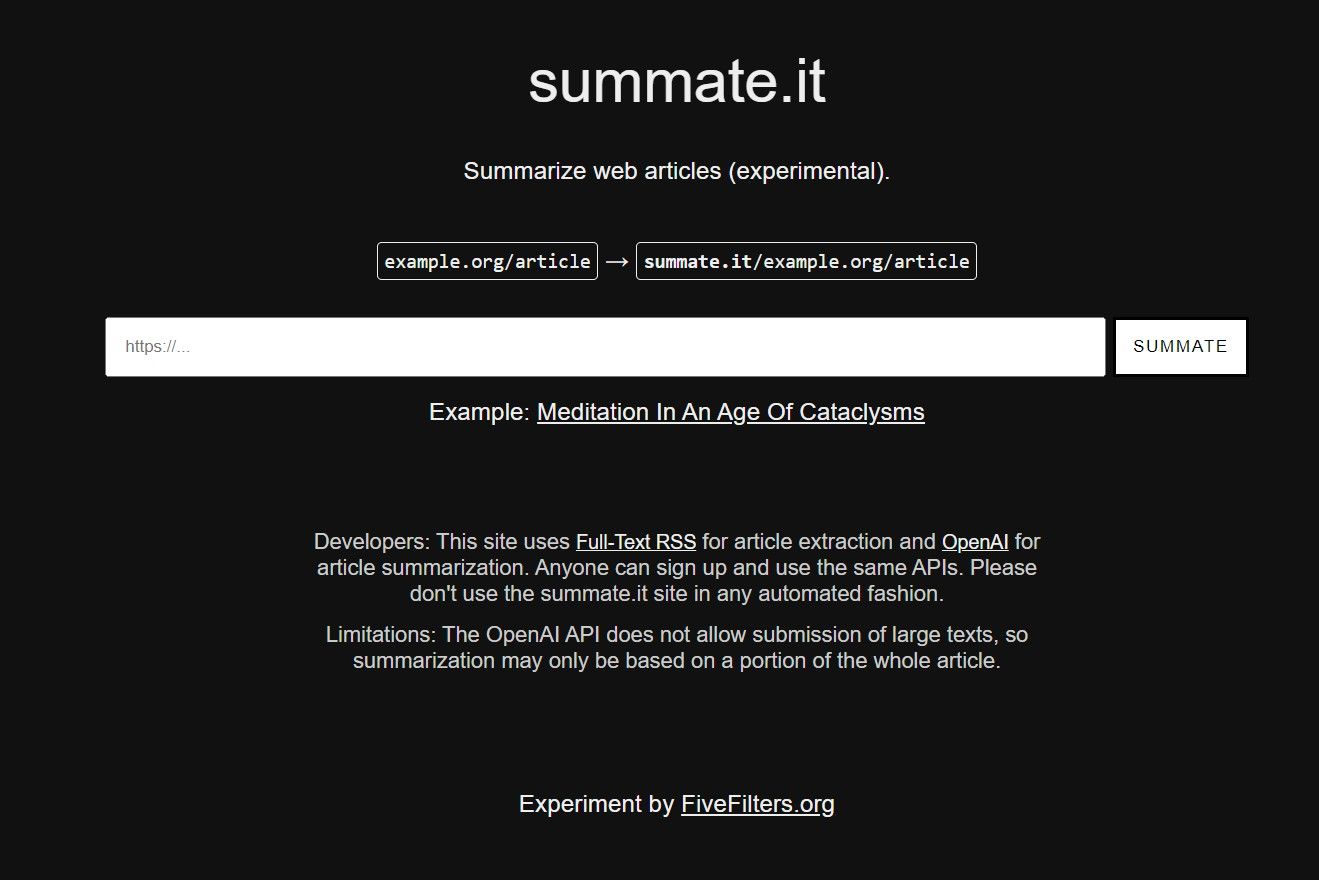 summate.it
Summarize web articles (experimental).
example.org/article → summate.it/example.org/article
https://... SUMMATE
Example: Meditation In An Age Of Cataclysms
Developers: This site uses Full-Text RSS for article extraction and OpenAI for
article summarization. Anyone can sign up and use the same APIs. Please
don't use the summate.it site in any automated fashion.
Limitations: The OpenAI API does not allow submission of large texts, so
summarization may only be based on a portion of the whole article.
Experiment by FiveFilters.org